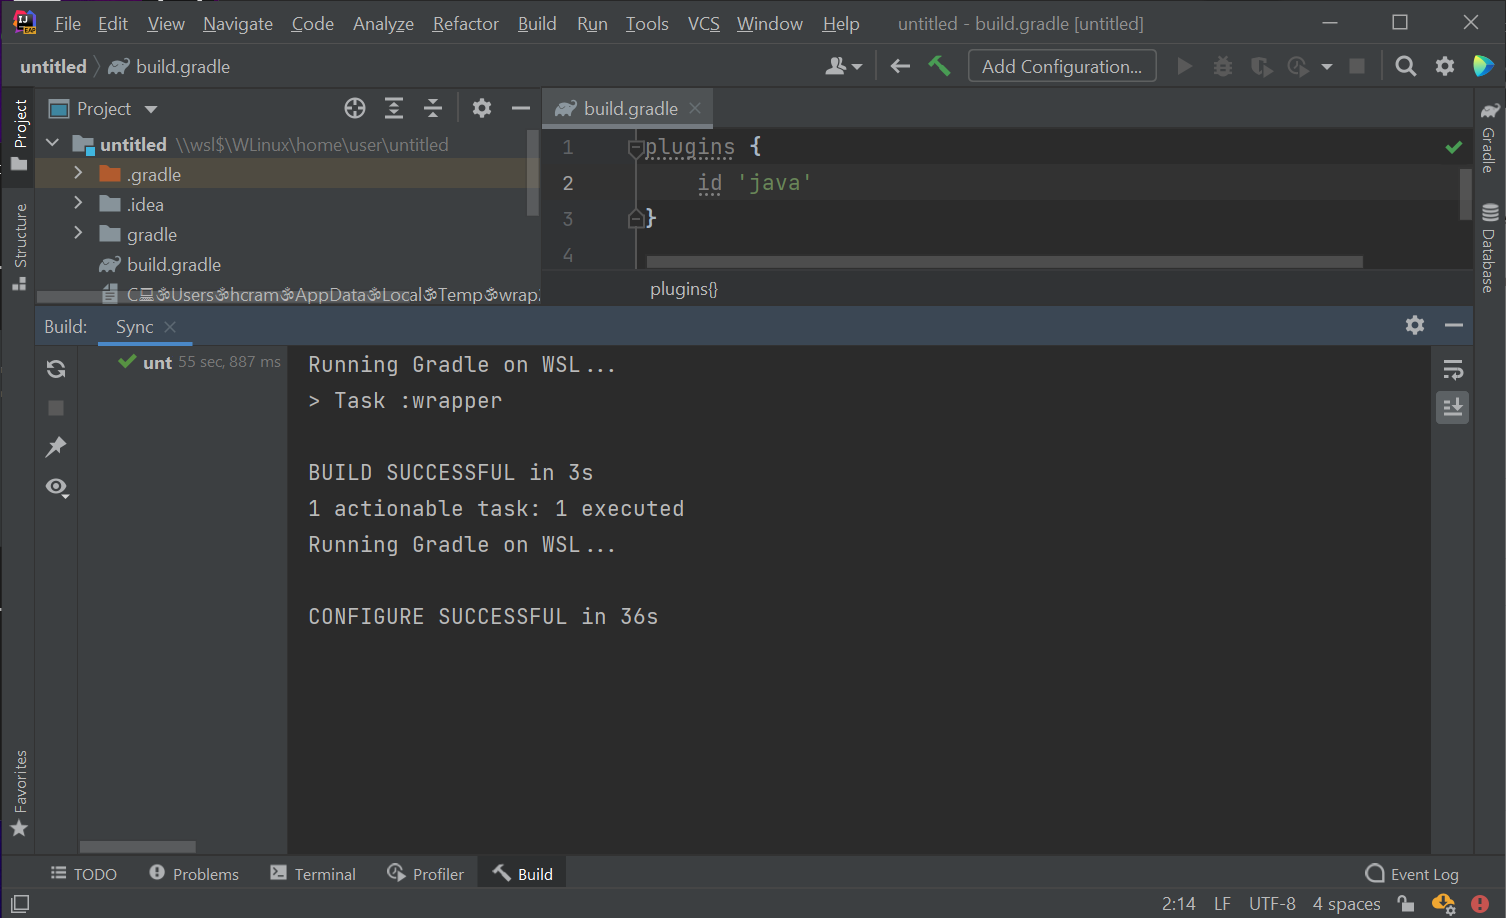 File Edit View Navigate Code Analyze Refactor Build Run Tools VCS Window Help untitled - build.gradle [untitled]
untitled build.gradle Add Configuration...
Project
build.gradle
untitled \\wsl$\WLinux\home\user\untitled
.gradle
.idea
gradle
build.gradle
Users hcram AppData Local Temp
1 plugins {
2 id 'java'
3 }
4
plugins{}
Project
Structure
Favorites
Gradle
Database
Build: Sync
unt 55 sec, 887 ms
Running Gradle on WSL...
> Task :wrapper
BUILD SUCCESSFUL in 3s
1 actionable task: 1 executed
Running Gradle on WSL...
CONFIGURE SUCCESSFUL in 36s
TODO Problems Terminal Profiler Build Event Log
2:14 LF UTF-8 4 spaces